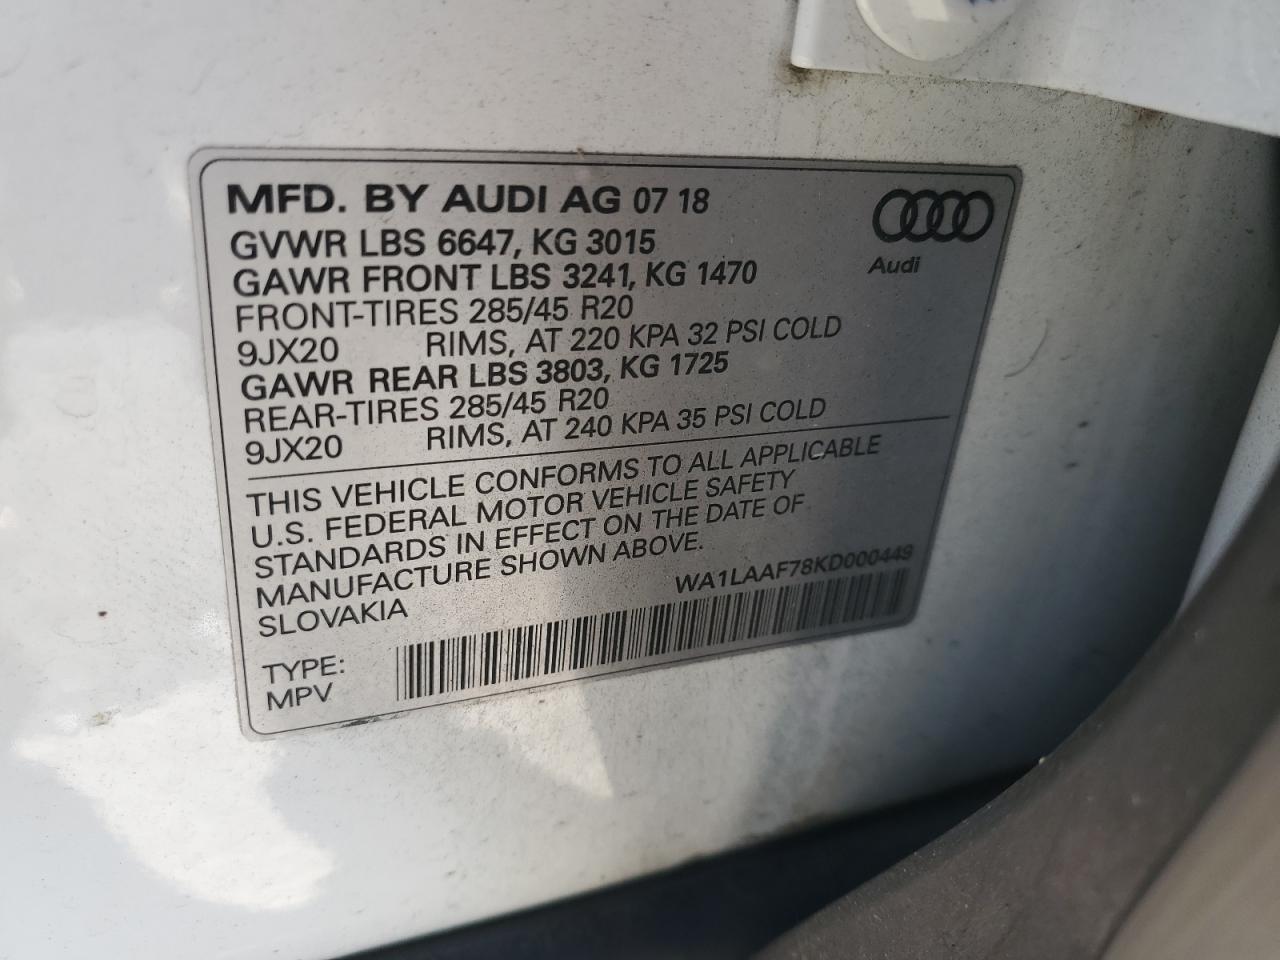 MFD. BY AUDI AG 07 18
GVWR LBS 6647, KG 3015
GAWR FRONT LBS 3241, KG 1470
FRONT-TIRES 285/45 R20
9JX20 RIMS, AT 220 KPA 32 PSI COLD
GAWR REAR LBS 3803, KG 1725
REAR-TIRES 285/45 R20
9JX20 RIMS, AT 240 KPA 35 PSI COLD
Audi
THIS VEHICLE CONFORMS TO ALL APPLICABLE
U.S. FEDERAL MOTOR VEHICLE SAFETY
STANDARDS IN EFFECT ON THE DATE OF
MANUFACTURE SHOWN ABOVE.
SLOVAKIA
WA1LAAF78KD000449
TYPE:
MPV